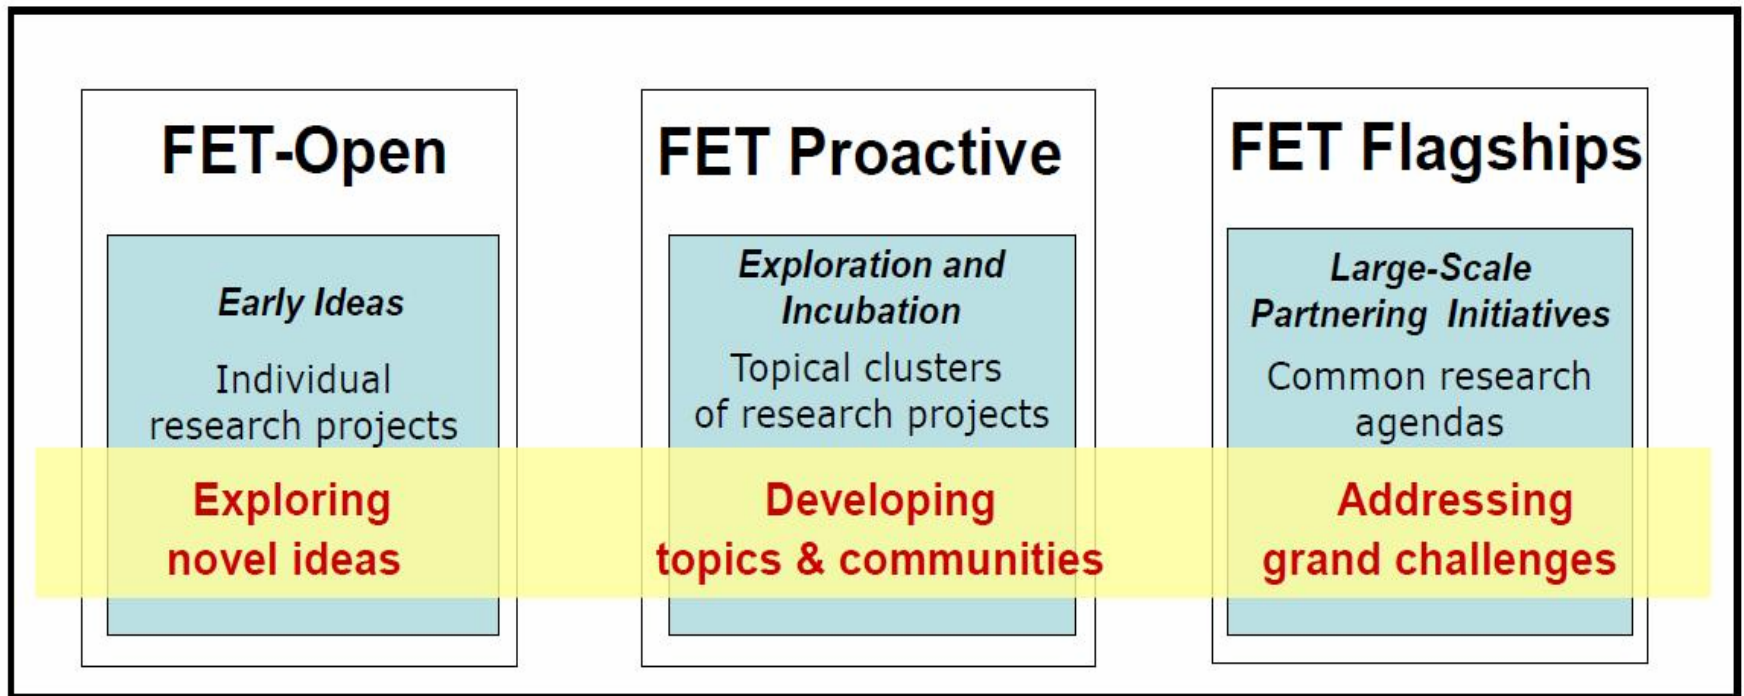 FET-Open
Early Ideas
Individual
research projects
Exploring
novel ideas
FET Proactive
Exploration and
Incubation
Topical clusters
of research projects
Developing
topics & communities
FET Flagships
Large-Scale
Partnering Initiatives
Common research
agendas
Addressing
grand challenges